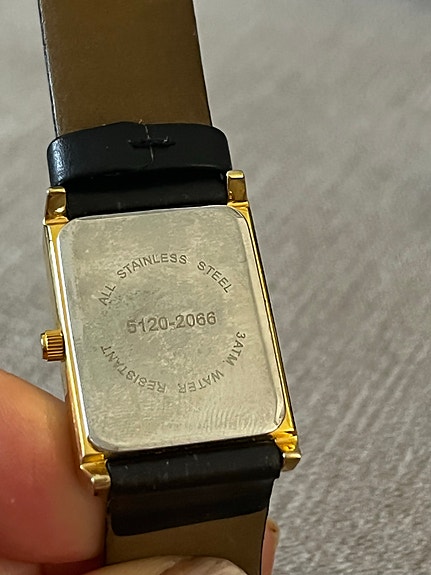 ALL STAINLESS STEEL
5120-2066
3ATM WATER RESISTANT